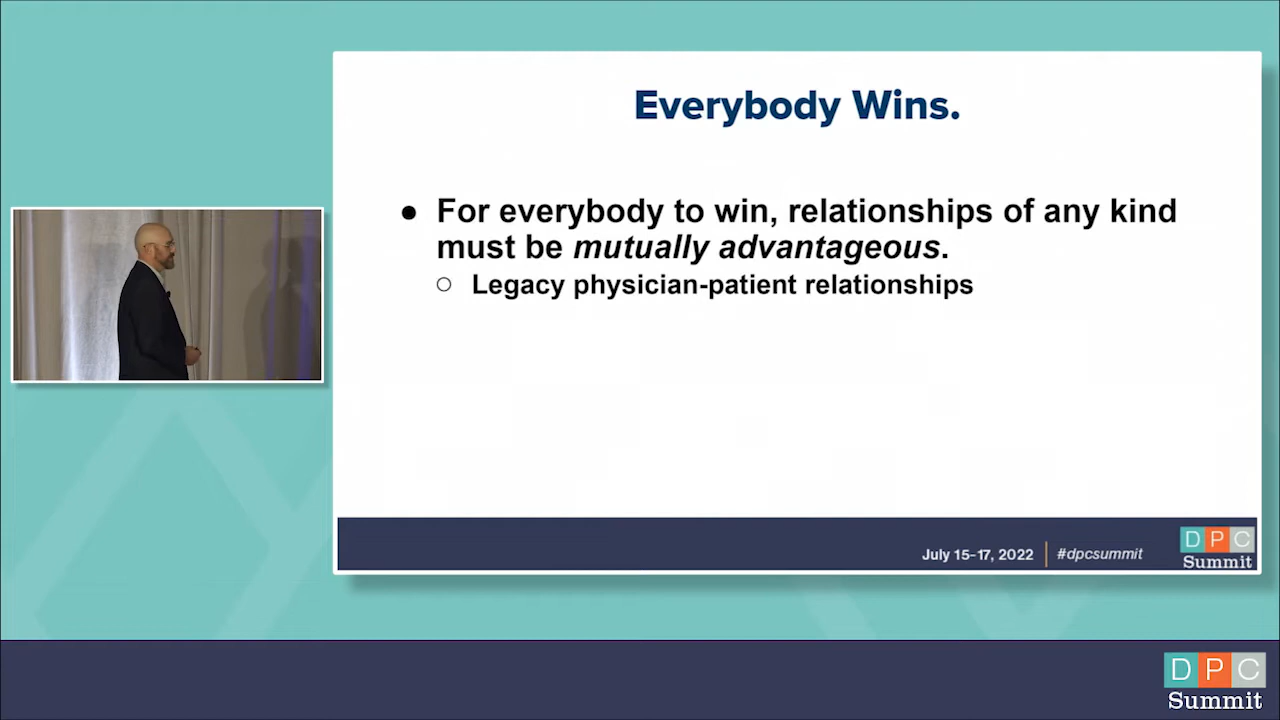 Everybody Wins.
● For everybody to win, relationships of any kind
must be mutually advantageous.
○ Legacy physician-patient relationships
July 15-17, 2022 | #dpcsummit
DPC
Summit
DPC
Summit